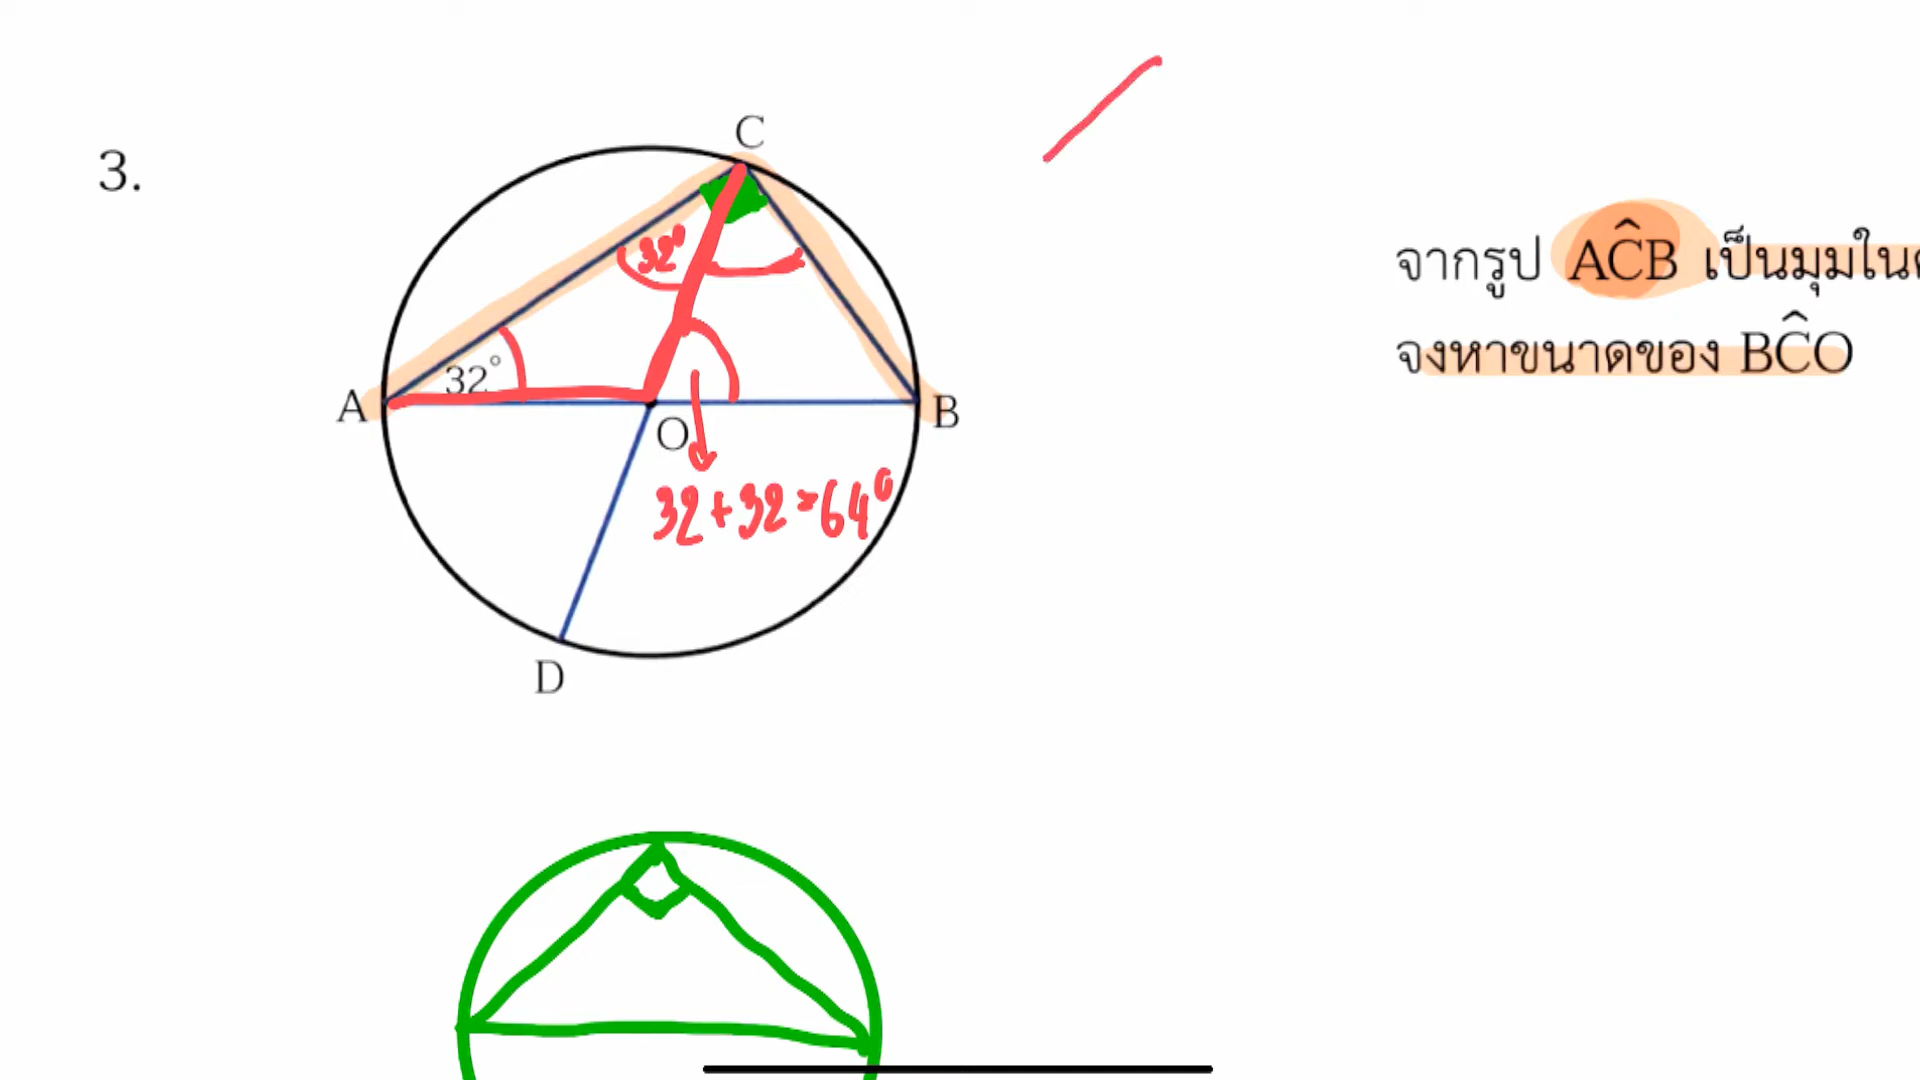 3.
C
จากรูป AĈB เป็นมุมใน
32°
จงหาขนาดของ BĈO
32°
A
B
O
32+32=64°
D